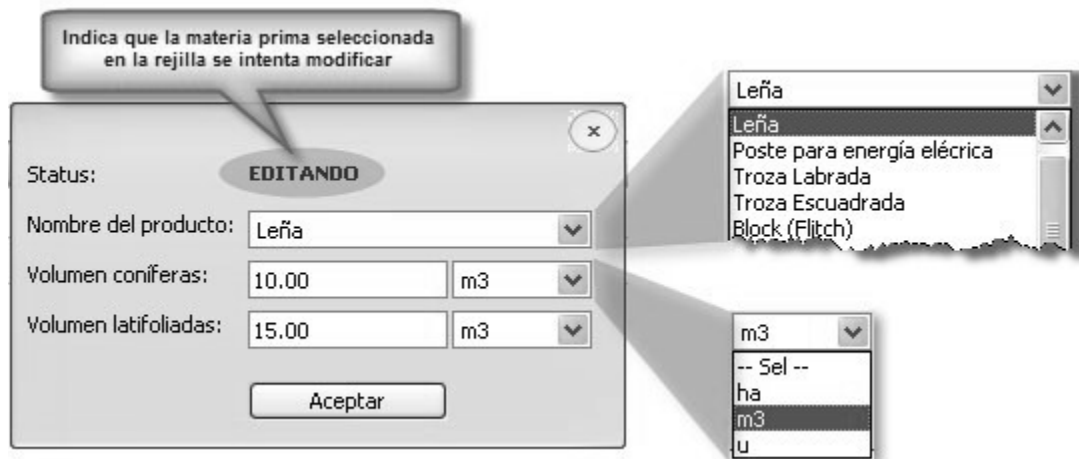 Indica que la materia prima seleccionada
en la rejilla se intenta modificar
Status: EDITANDO
Nombre del producto: Leña
Volumen coníferas: 10.00 m3
Volumen latifoliadas: 15.00 m3
Aceptar
Leña
Leña
Poste para energía elécrica
Troza Labrada
Troza Escuadrada
Block (Flitch)
m3
-- Sel --
ha
m3
u